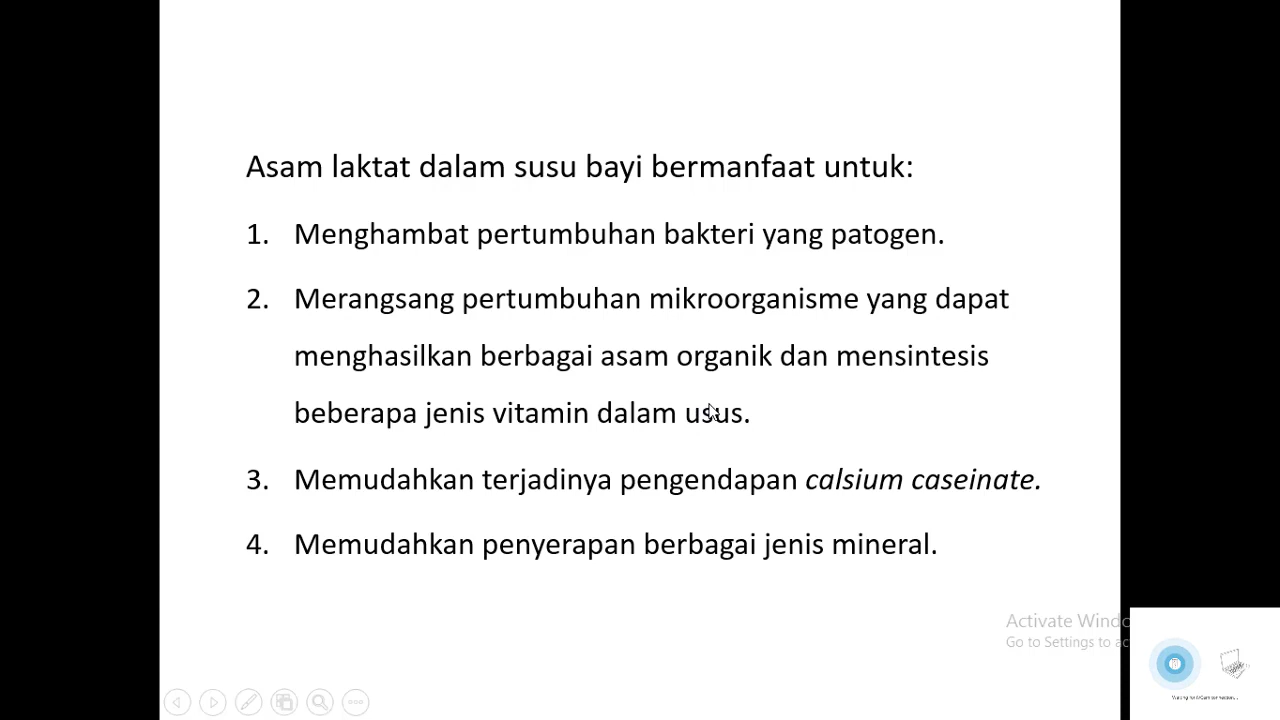 Asam laktat dalam susu bayi bermanfaat untuk:
1. Menghambat pertumbuhan bakteri yang patogen.
2. Merangsang pertumbuhan mikroorganisme yang dapat
menghasilkan berbagai asam organik dan mensintesis
beberapa jenis vitamin dalam usus.
3. Memudahkan terjadinya pengendapan calsium caseinate.
4. Memudahkan penyerapan berbagai jenis mineral.
Activate
Go to Settings to